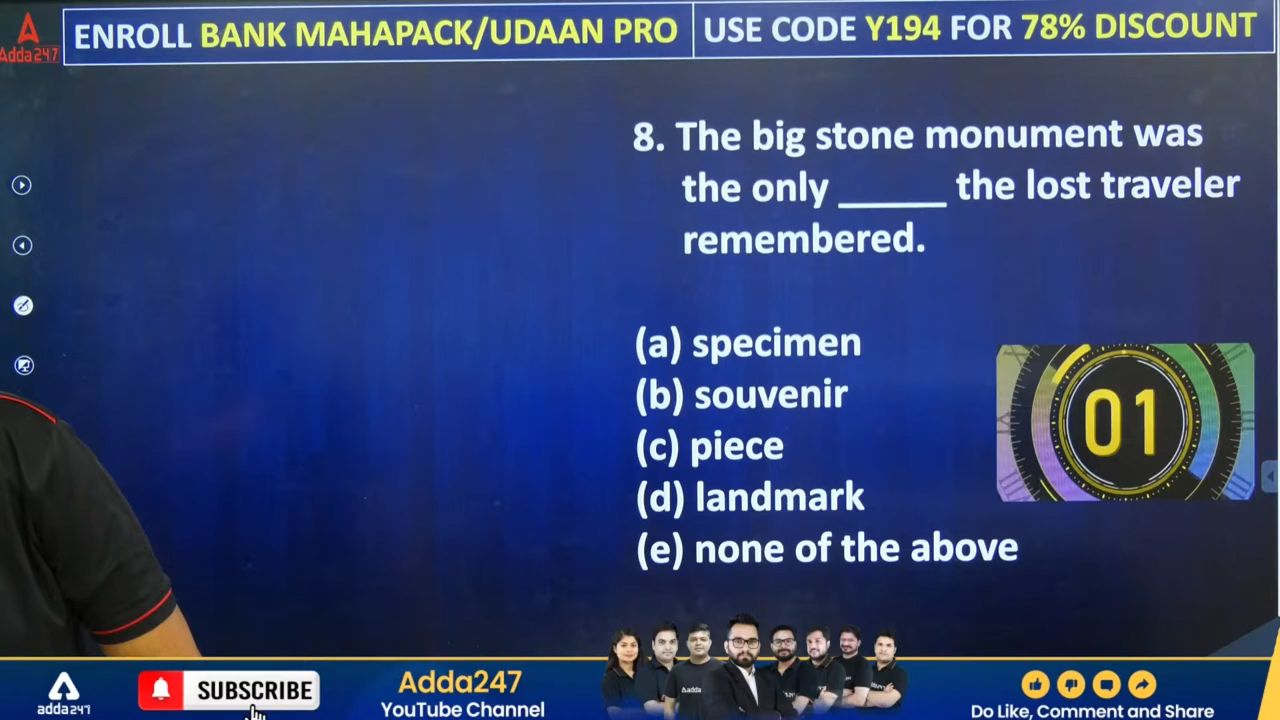 Adda247
ENROLL BANK MAHAPACK/UDAAN PRO
USE CODE Y194 FOR 78% DISCOUNT
8. The big stone monument was
the only _____ the lost traveler
remembered.
(a) specimen
(b) souvenir
(c) piece
(d) landmark
(e) none of the above
01
adda247
SUBSCRIBE
Adda247
YouTube Channel
Aadda
Like, Comment and Share